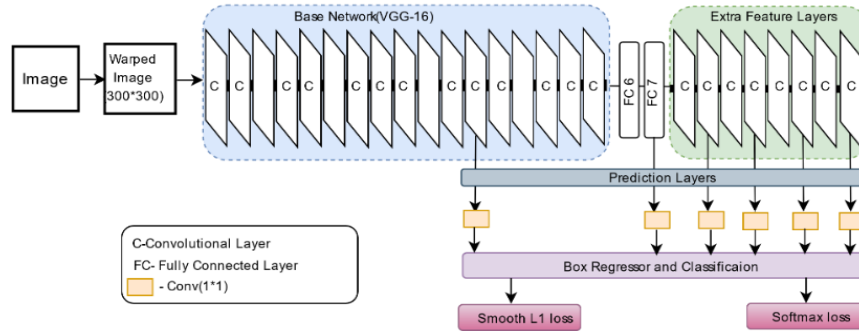 Base Network(VGG-16)
Extra Feature Layers
Image
Warped
Image
300*300)
C C C C C C C C C C C C C
FC 6
FC 7
C C C C C C C C
Prediction Layers
C-Convolutional Layer
FC- Fully Connected Layer
- Conv(1*1)
Box Regressor and Classificaion
Smooth L1 loss
Softmax loss